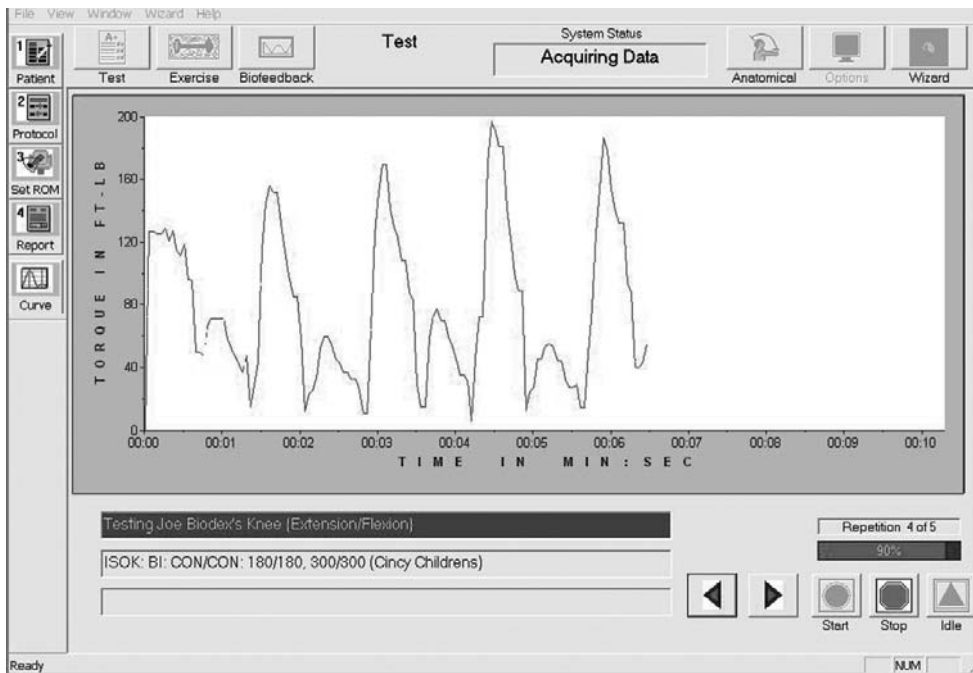 File View Window Wizard Help
Test
Exercise
Biofeedback
Test
System Status
Acquiring Data
Anatomical
Options
Wizard
1
Patient
2
Protocol
3
Set ROM
4
Report
Curve
TORQUE IN FT-LB
200
160
120
80
40
0
00:00 00:01 00:02 00:03 00:04 00:05 00:06 00:07 00:08 00:09 00:10
TIME IN MIN:SEC
Testing Joe Biodex's Knee (Extension/Flexion)
ISOK: BI: CON/CON: 180/180, 300/300 (Cincy Childrens)
Repetition 4 of 5
90%
Start
Stop
Idle
Ready
NUM